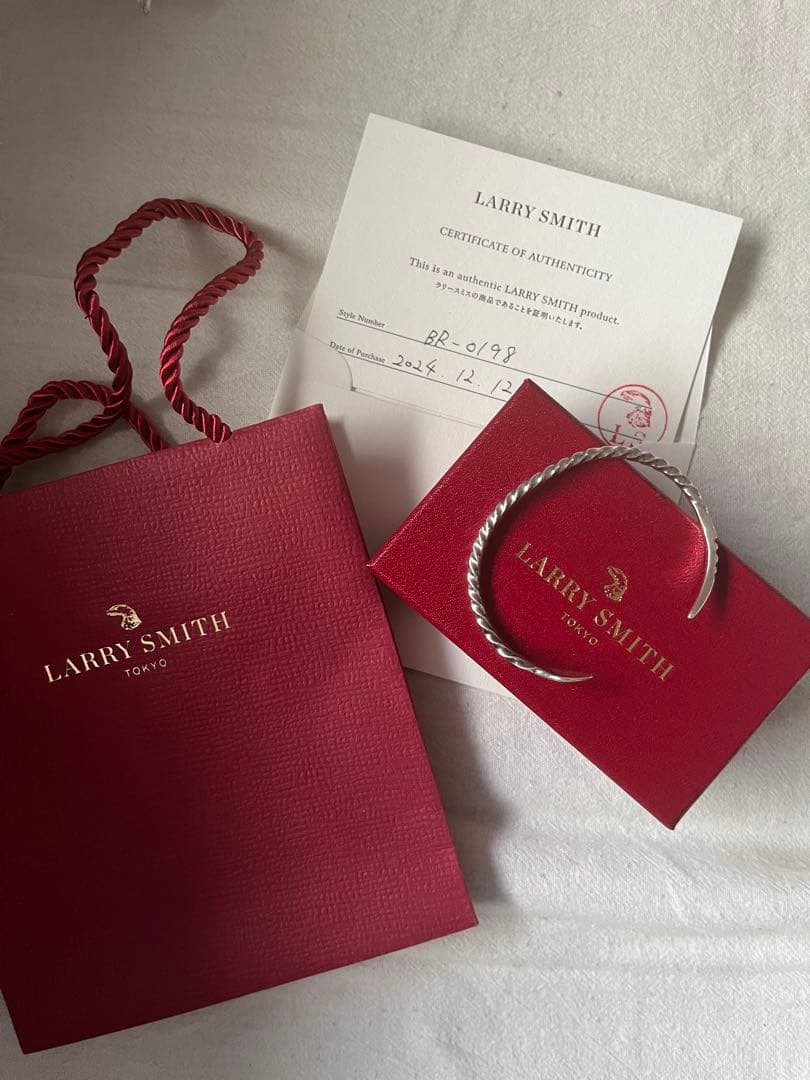 LARRY SMITH
CERTIFICATE OF AUTHENTICITY
This is an authentic LARRY SMITH product.
ラリースミスの商品であることを証明いたします。
Style Number BR-0198
Date of Purchase 2024.12.12
LARRY SMITH
TOKYO
LARRY SMITH
TOKYO